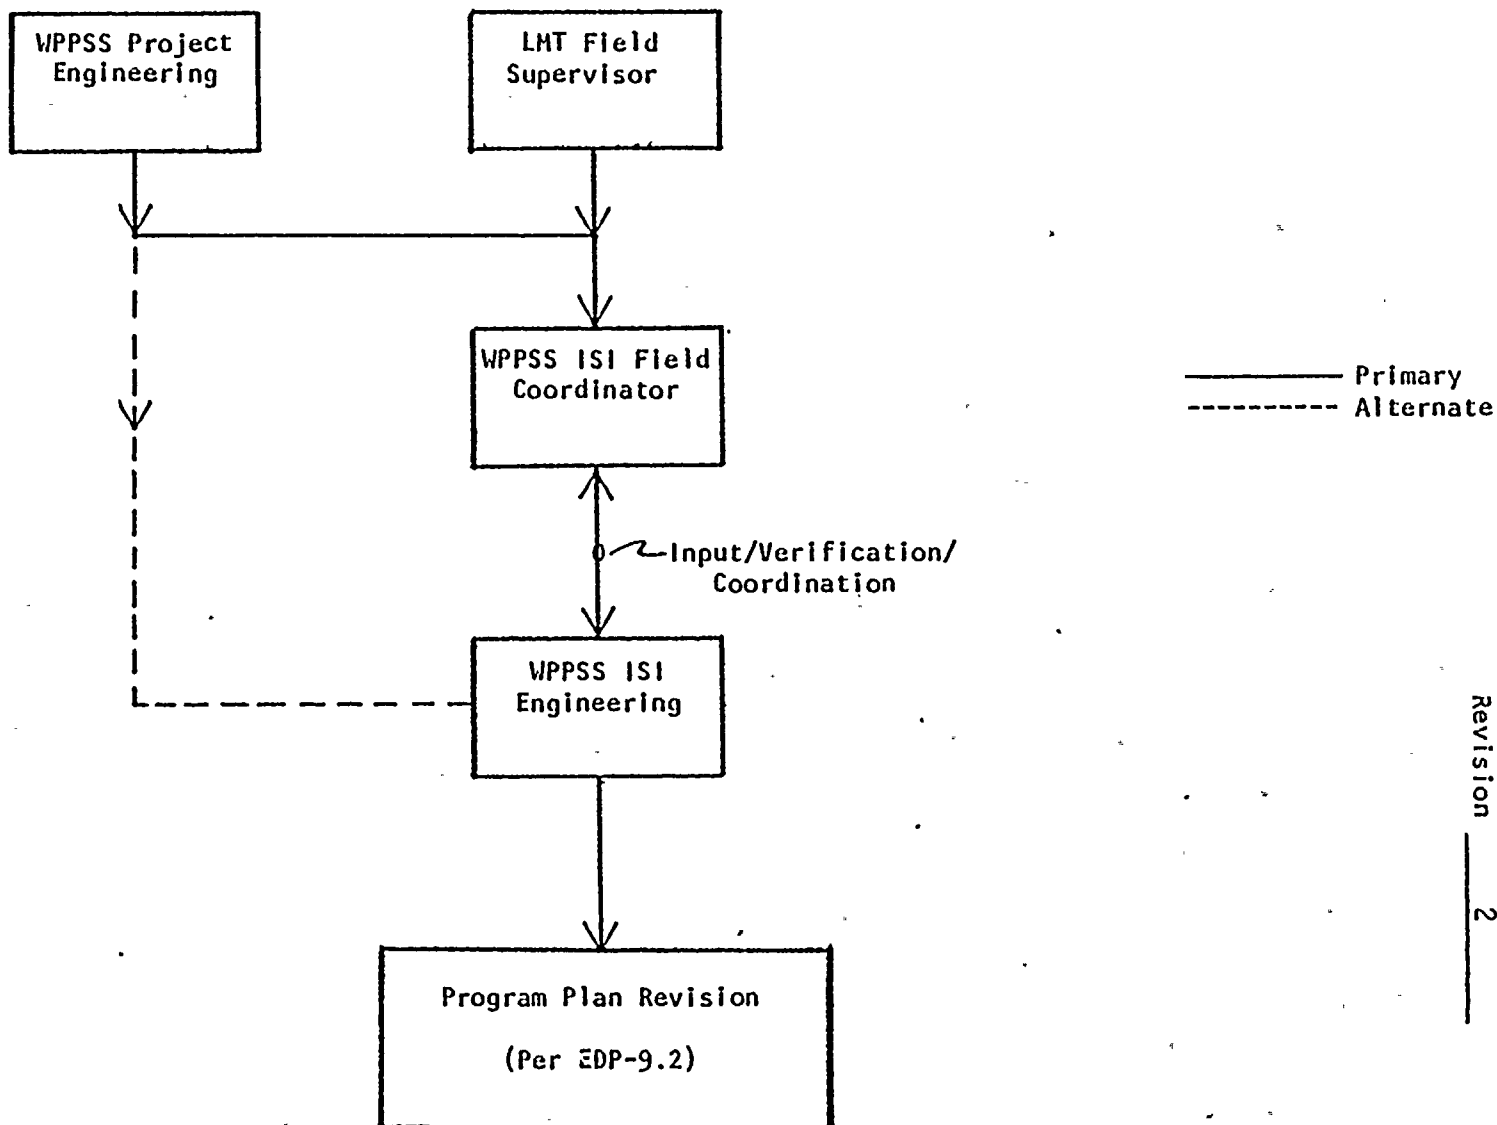 WPPSS Project
Engineering
LMT Field
Supervisor
WPPSS ISI Field
Coordinator
Primary
Alternate
Input/Verification/
Coordination
WPPSS ISI
Engineering
Revision 2
Program Plan Revision
(Per EDP-9.2)